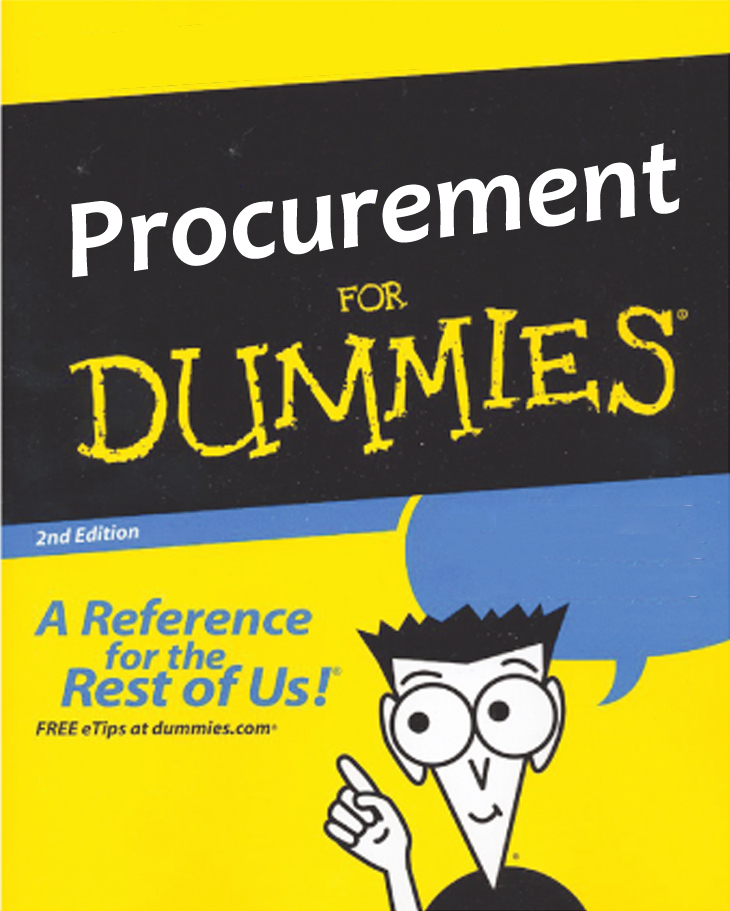 Procurement
FOR
DUMMIES®
2nd Edition
A Reference
for the
Rest of Us!®
FREE eTips at dummies.com®
®